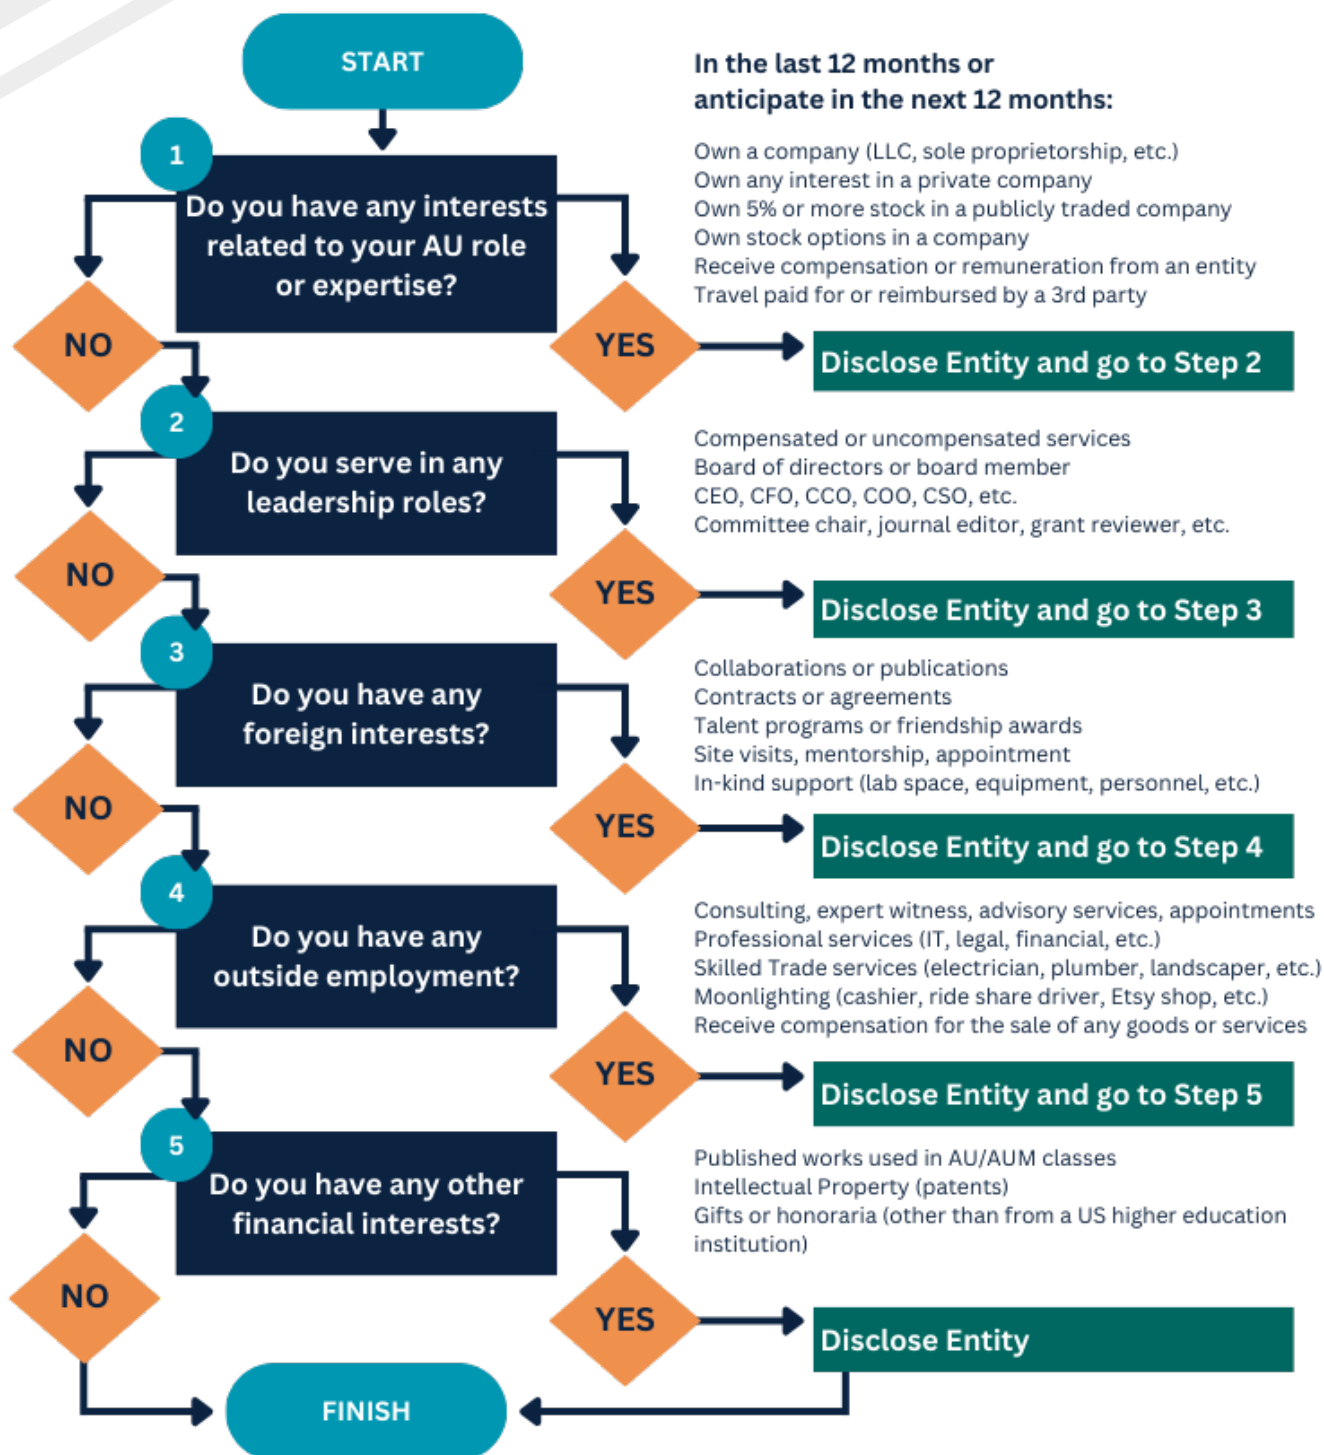 START
In the last 12 months or
anticipate in the next 12 months:
1
Do you have any interests
related to your AU role
or expertise?
Own a company (LLC, sole proprietorship, etc.)
Own any interest in a private company
Own 5% or more stock in a publicly traded company
Own stock options in a company
Receive compensation or remuneration from an entity
Travel paid for or reimbursed by a 3rd party
NO
YES
Disclose Entity and go to Step 2
2
Do you serve in any
leadership roles?
Compensated or uncompensated services
Board of directors or board member
CEO, CFO, CCO, COO, CSO, etc.
Committee chair, journal editor, grant reviewer, etc.
NO
YES
Disclose Entity and go to Step 3
3
Do you have any
foreign interests?
Collaborations or publications
Contracts or agreements
Talent programs or friendship awards
Site visits, mentorship, appointment
In-kind support (lab space, equipment, personnel, etc.)
NO
YES
Disclose Entity and go to Step 4
4
Do you have any
outside employment?
Consulting, expert witness, advisory services, appointments
Professional services (IT, legal, financial, etc.)
Skilled Trade services (electrician, plumber, landscaper, etc.)
Moonlighting (cashier, ride share driver, Etsy shop, etc.)
Receive compensation for the sale of any goods or services
NO
YES
Disclose Entity and go to Step 5
5
Do you have any other
financial interests?
Published works used in AU/AUM classes
Intellectual Property (patents)
Gifts or honoraria (other than from a US higher education
institution)
NO
YES
Disclose Entity
FINISH